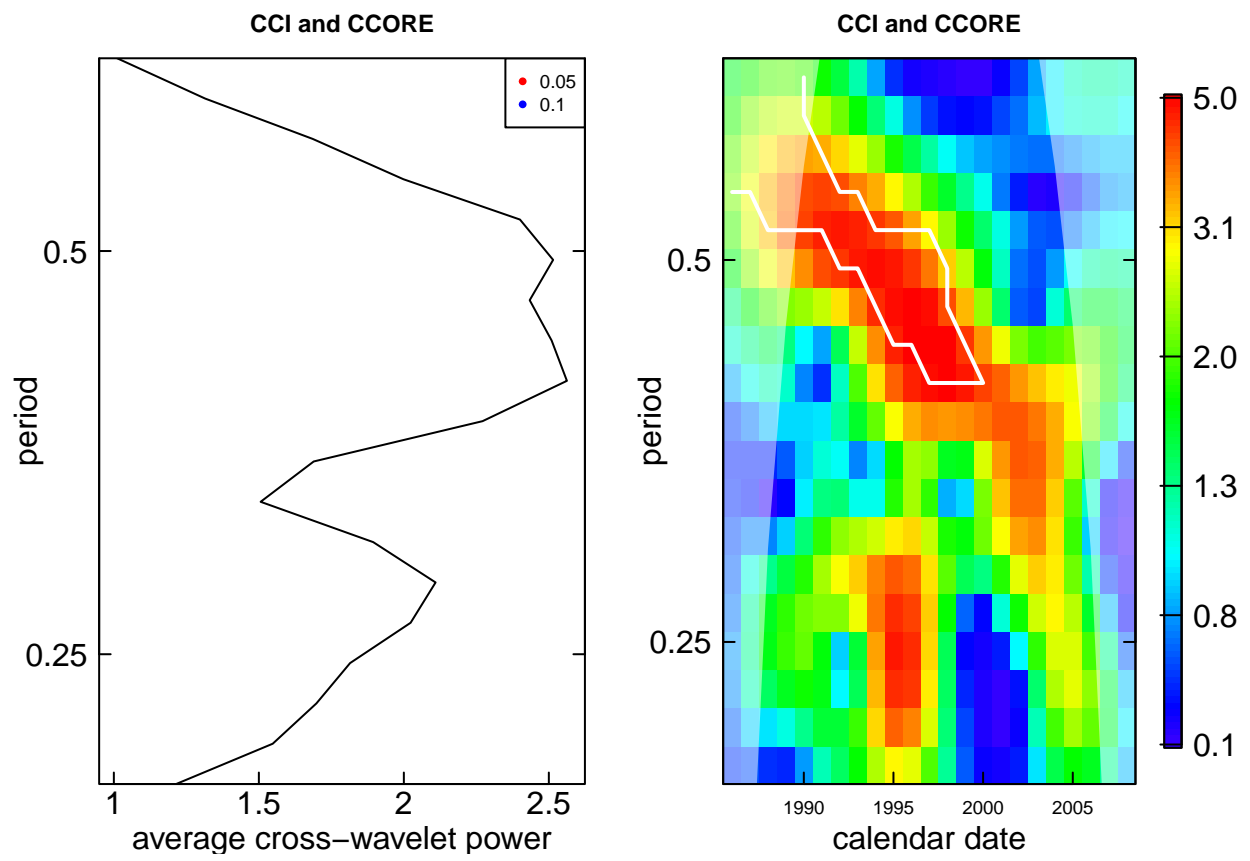 CCI and CCORE
0.05
0.1
0.5
0.25
period
1 1.5 2 2.5
average cross−wavelet power
CCI and CCORE
0.5
0.25
period
1990 1995 2000 2005
calendar date
5.0
3.1
2.0
1.3
0.8
0.1